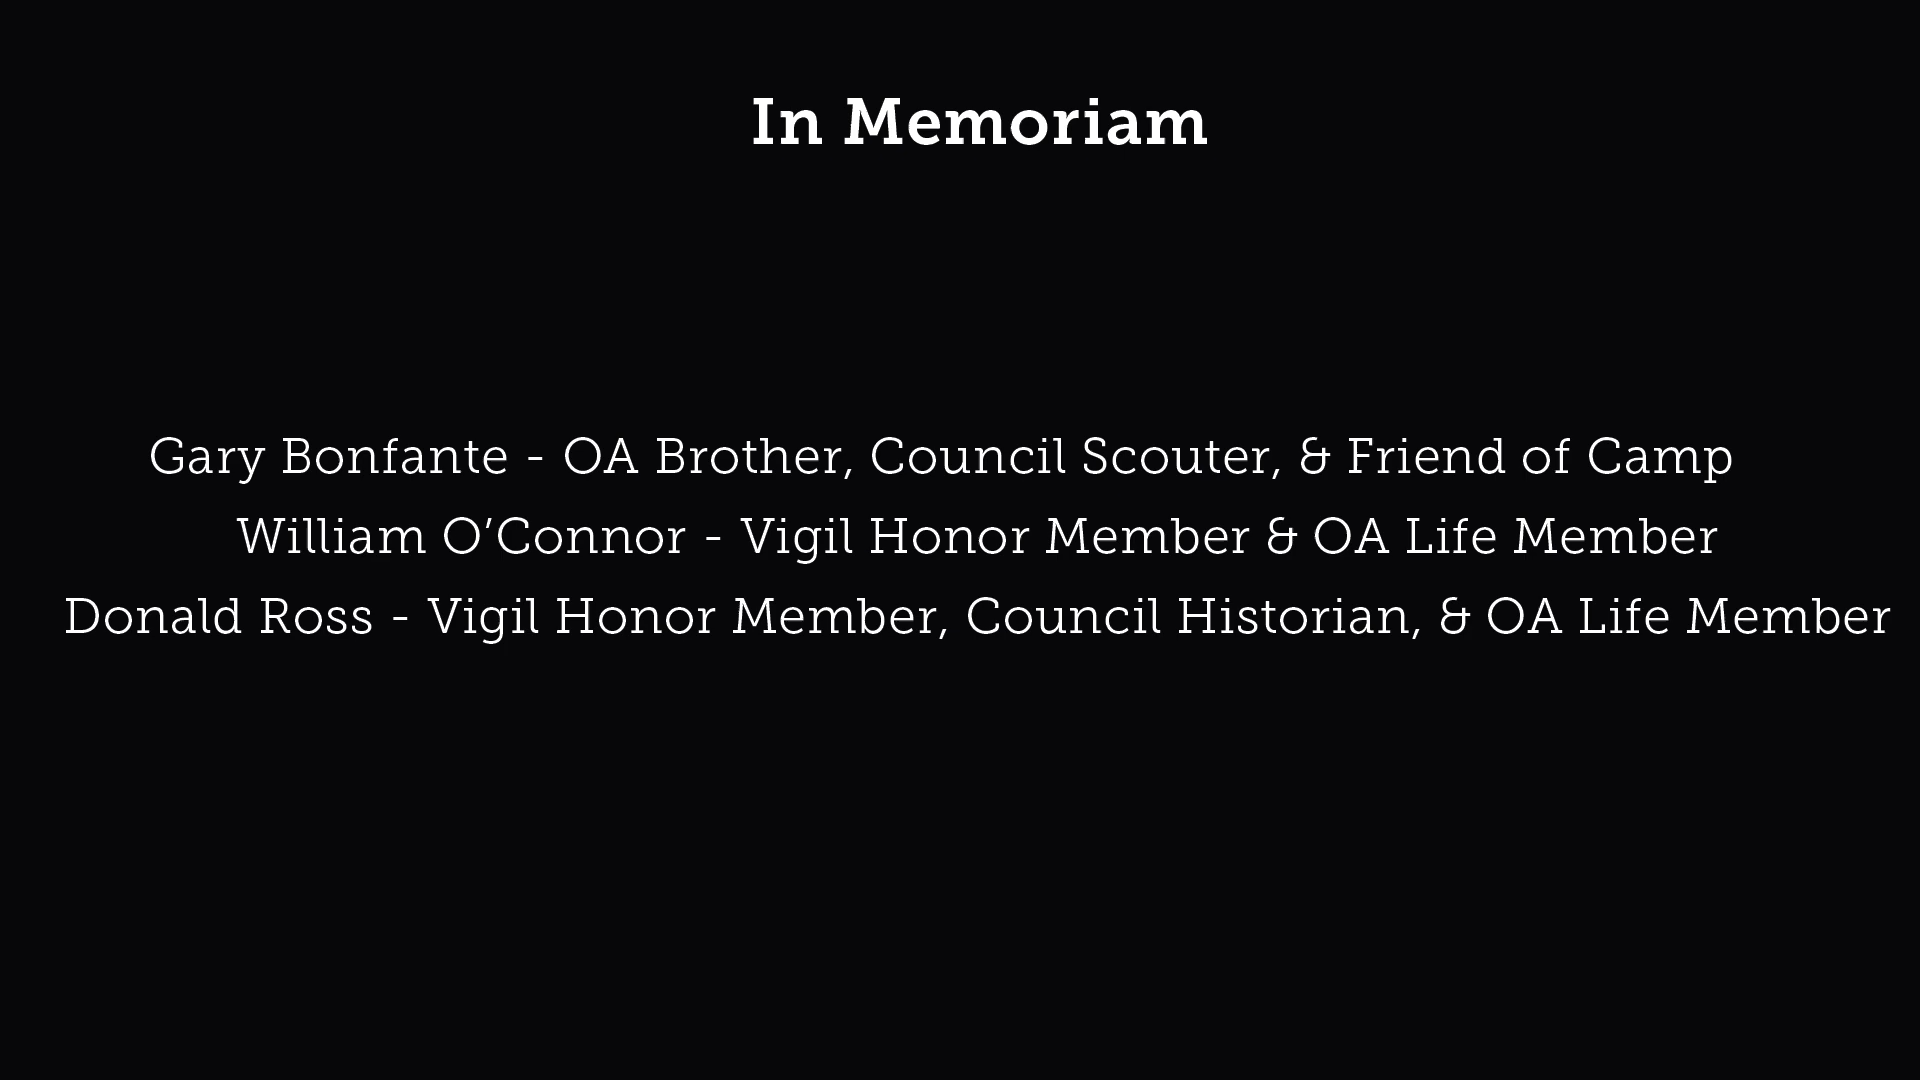 In Memoriam
Gary Bonfante - OA Brother, Council Scouter, & Friend of Camp
William O’Connor - Vigil Honor Member & OA Life Member
Donald Ross - Vigil Honor Member, Council Historian, & OA Life Member